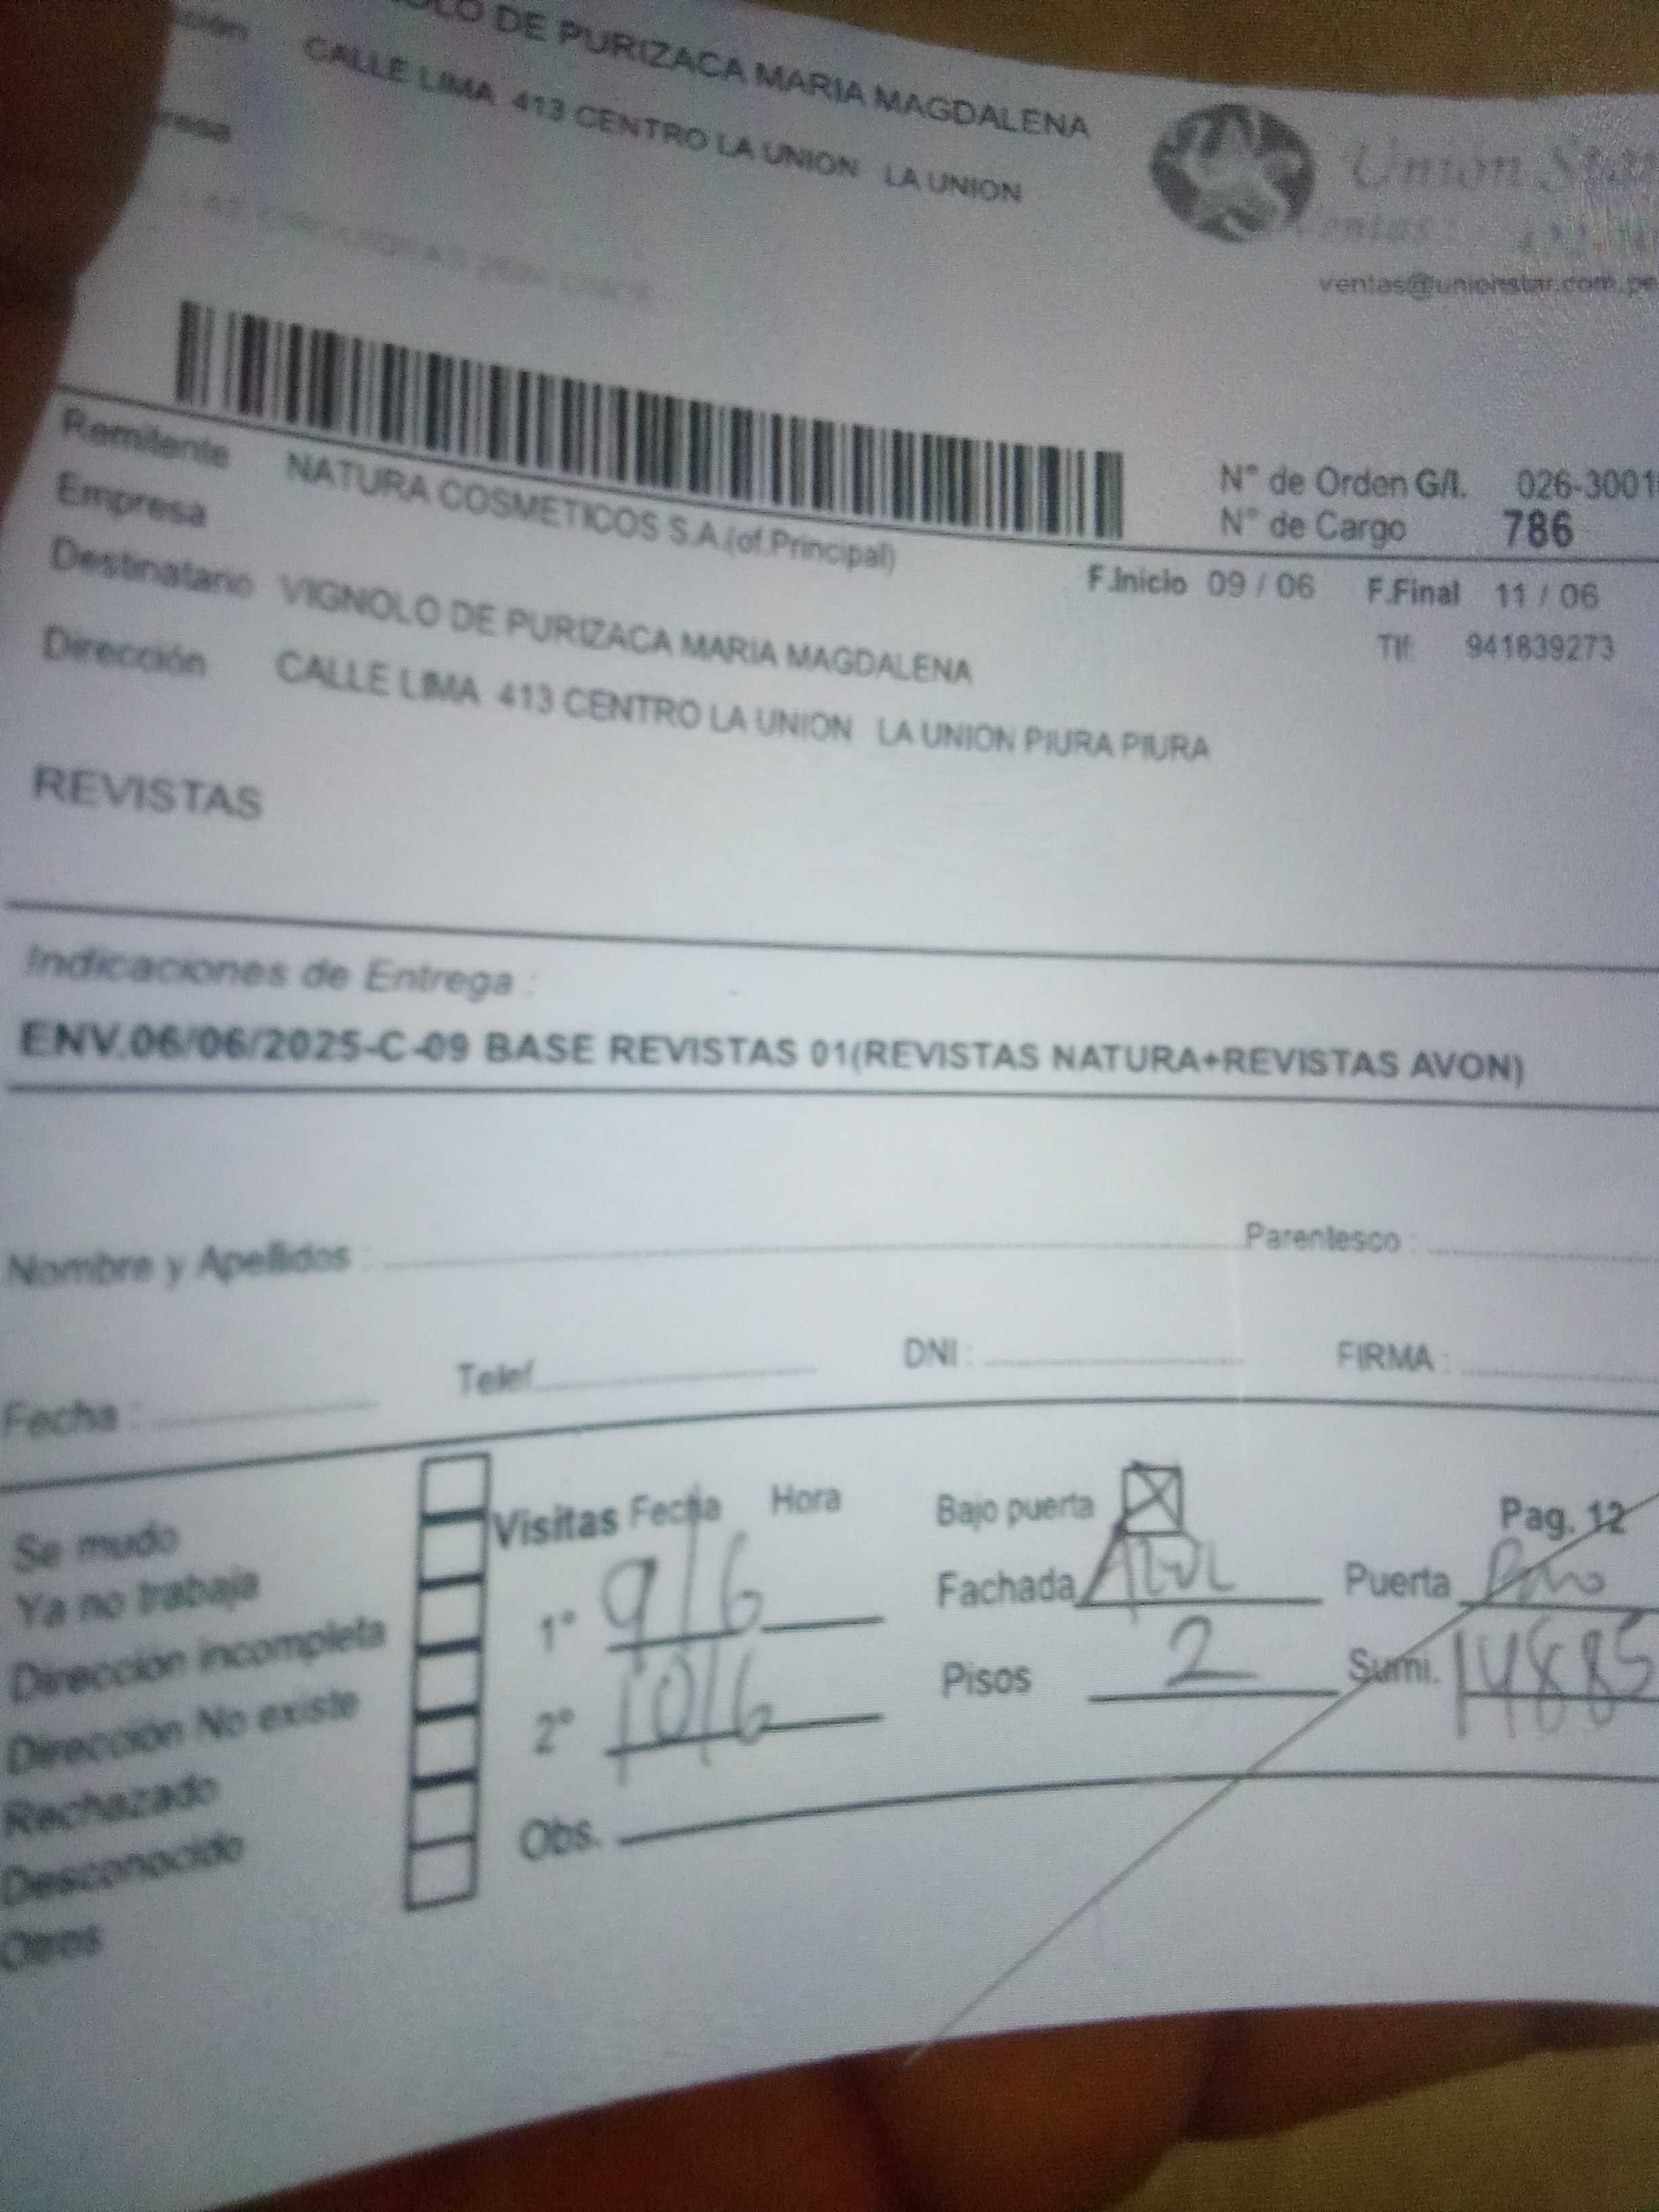 OLO DE PURIZACA MARIA MAGDALENA
CALLE LIMA 413 CENTRO LA UNION LA UNION
Union Star
Ventas:
ventas@unionstar.com.pe
N° de Orden G/I. 026-3001
N° de Cargo 786
Remitente NATURA COSMETICOS S.A.(of.Principal)
Empresa
F.Inicio 09 / 06 F.Final 11 / 06
Destinatario VIGNOLO DE PURIZACA MARIA MAGDALENA
Tlf: 941839273
Dirección CALLE LIMA 413 CENTRO LA UNION LA UNION PIURA PIURA
REVISTAS
Indicaciones de Entrega :
ENV.06/06/2025-C-09 BASE REVISTAS 01(REVISTAS NATURA+REVISTAS AVON)
Nombre y Apellidos : Parentesco :
Fecha : Telef. DNI : FIRMA :
Se mudo
Ya no trabaja
Dirección incompleta
Dirección No existe
Rechazado
Desconocido
Otros
Visitas Fecha Hora
1° 9/6
2° 10/6
Obs.
Bajo puerta Pag. 12
Fachada Puerta
Pisos 2 Sumi. 14885